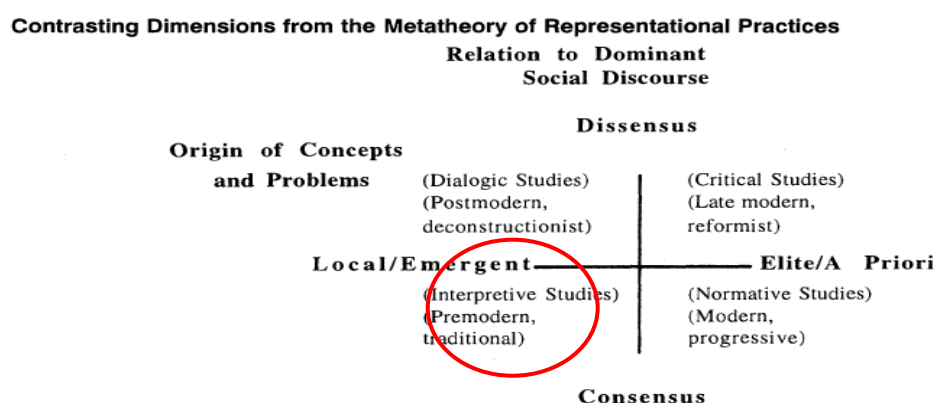 Contrasting Dimensions from the Metatheory of Representational Practices
Relation to Dominant
Social Discourse
Dissensus
Origin of Concepts
and Problems
(Dialogic Studies)
(Postmodern,
deconstructionist)
(Critical Studies)
(Late modern,
reformist)
Local/Emergent
Elite/A Priori
(Interpretive Studies)
(Premodern,
traditional)
(Normative Studies)
(Modern,
progressive)
Consensus